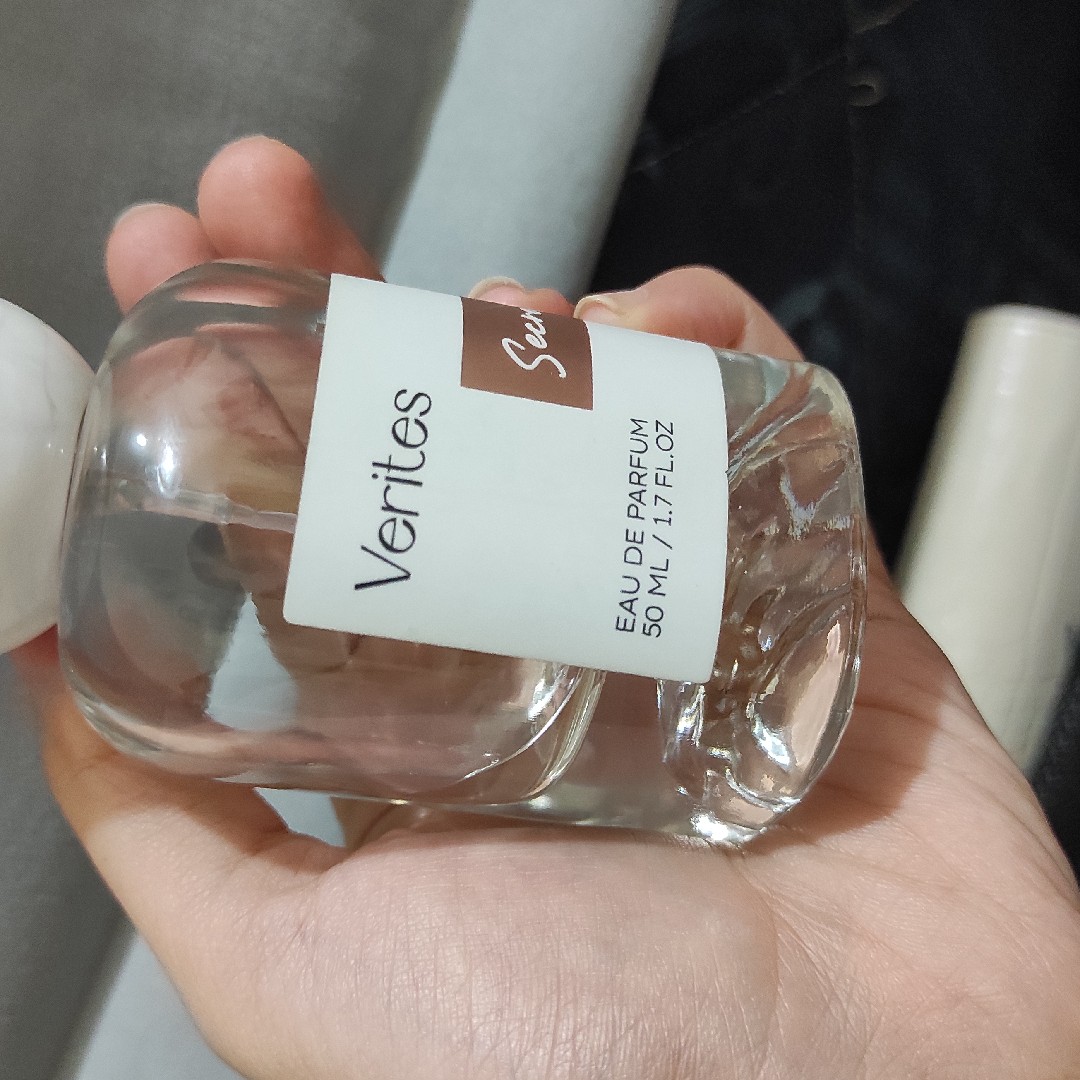 Verites
EAU DE PARFUM
50 ML / 1.7 FL.OZ